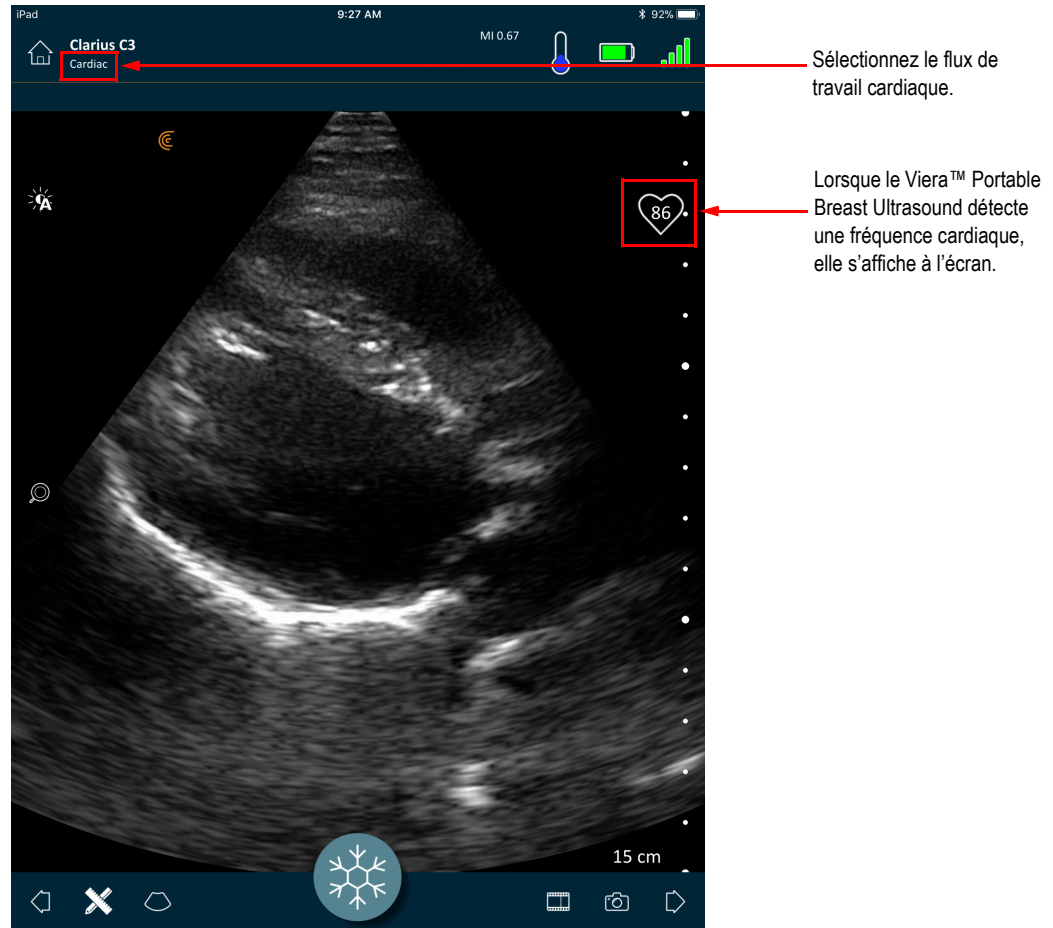 iPad
9:27 AM
92%
Clarius C3
Cardiac
MI 0.67
Sélectionnez le flux de
travail cardiaque.
A
86
Lorsque le Viera™ Portable
Breast Ultrasound détecte
une fréquence cardiaque,
elle s’affiche à l’écran.
15 cm